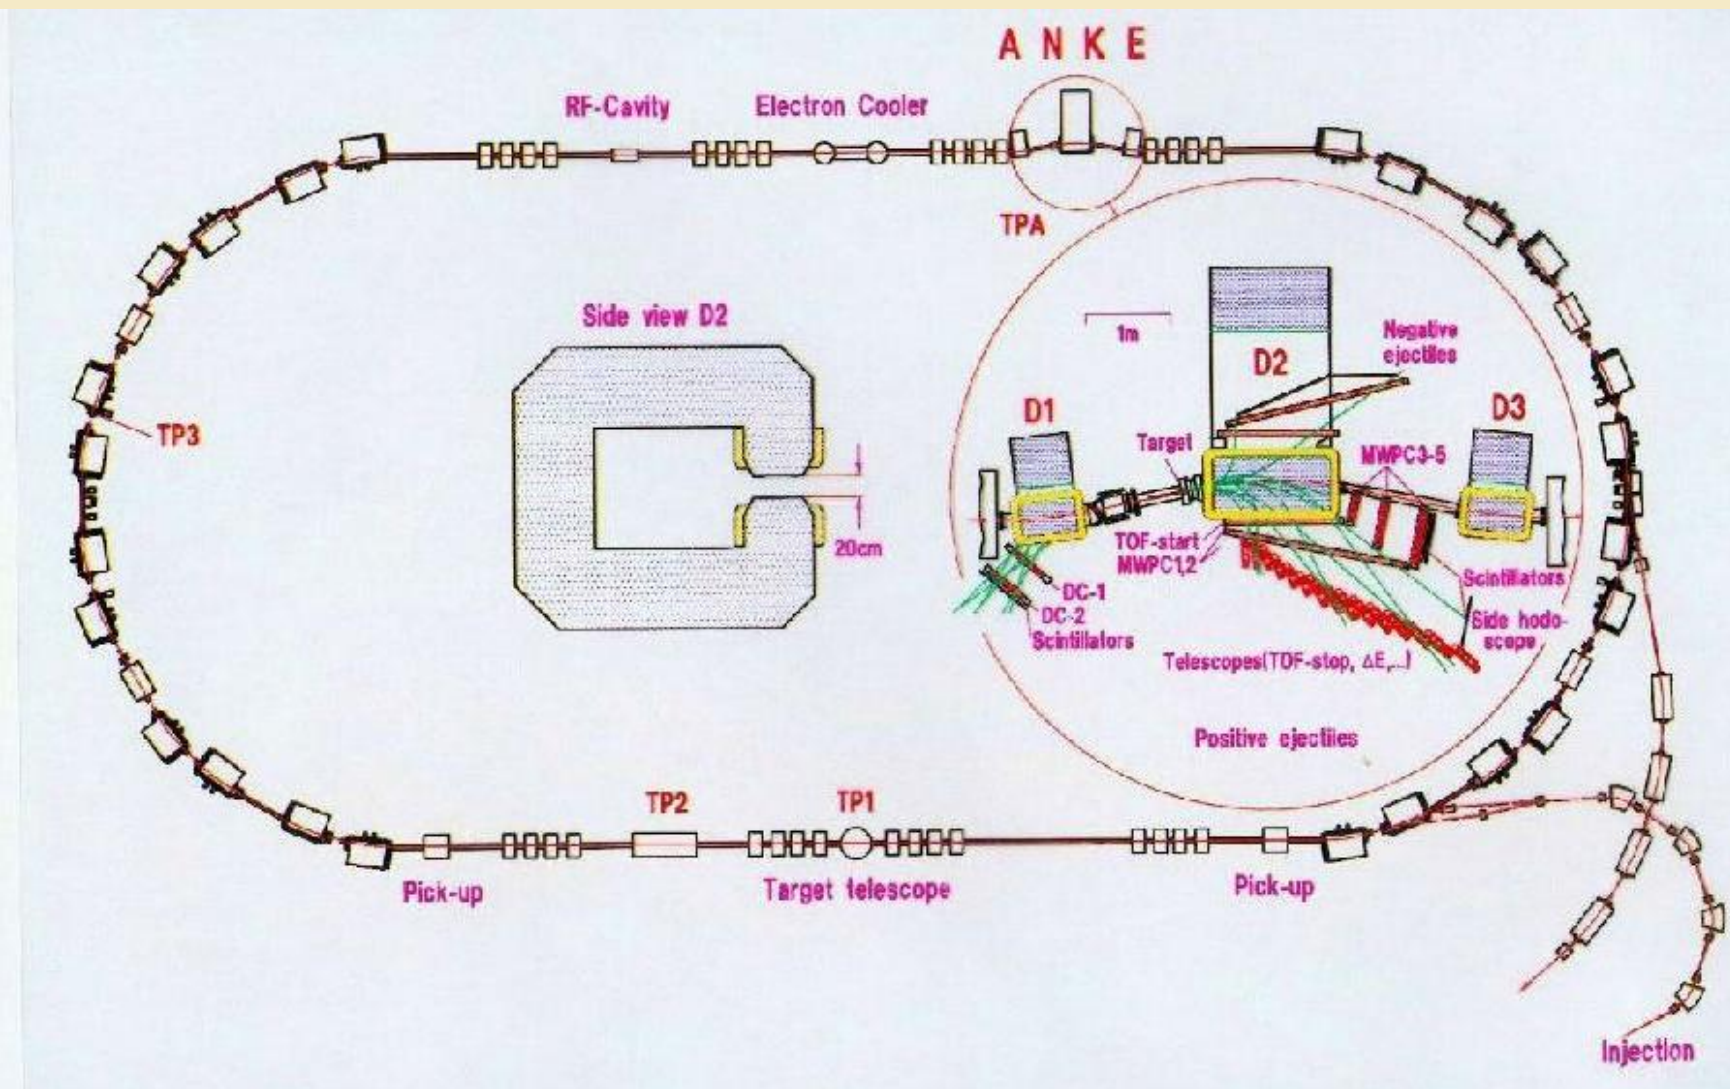 A N K E
RF-Cavity
Electron Cooler
TPA
Side view D2
1m
Negative
ejectiles
D2
D1
D3
TP3
Target
MWPC3-5
20cm
TOF-start
MWPC1,2
DC-1
DC-2
Scintillators
Scintillators
Side hodo-
scope
Telescopes(TOF-stop, ΔE,...)
Positive ejectiles
TP2
TP1
Pick-up
Target telescope
Pick-up
Injection